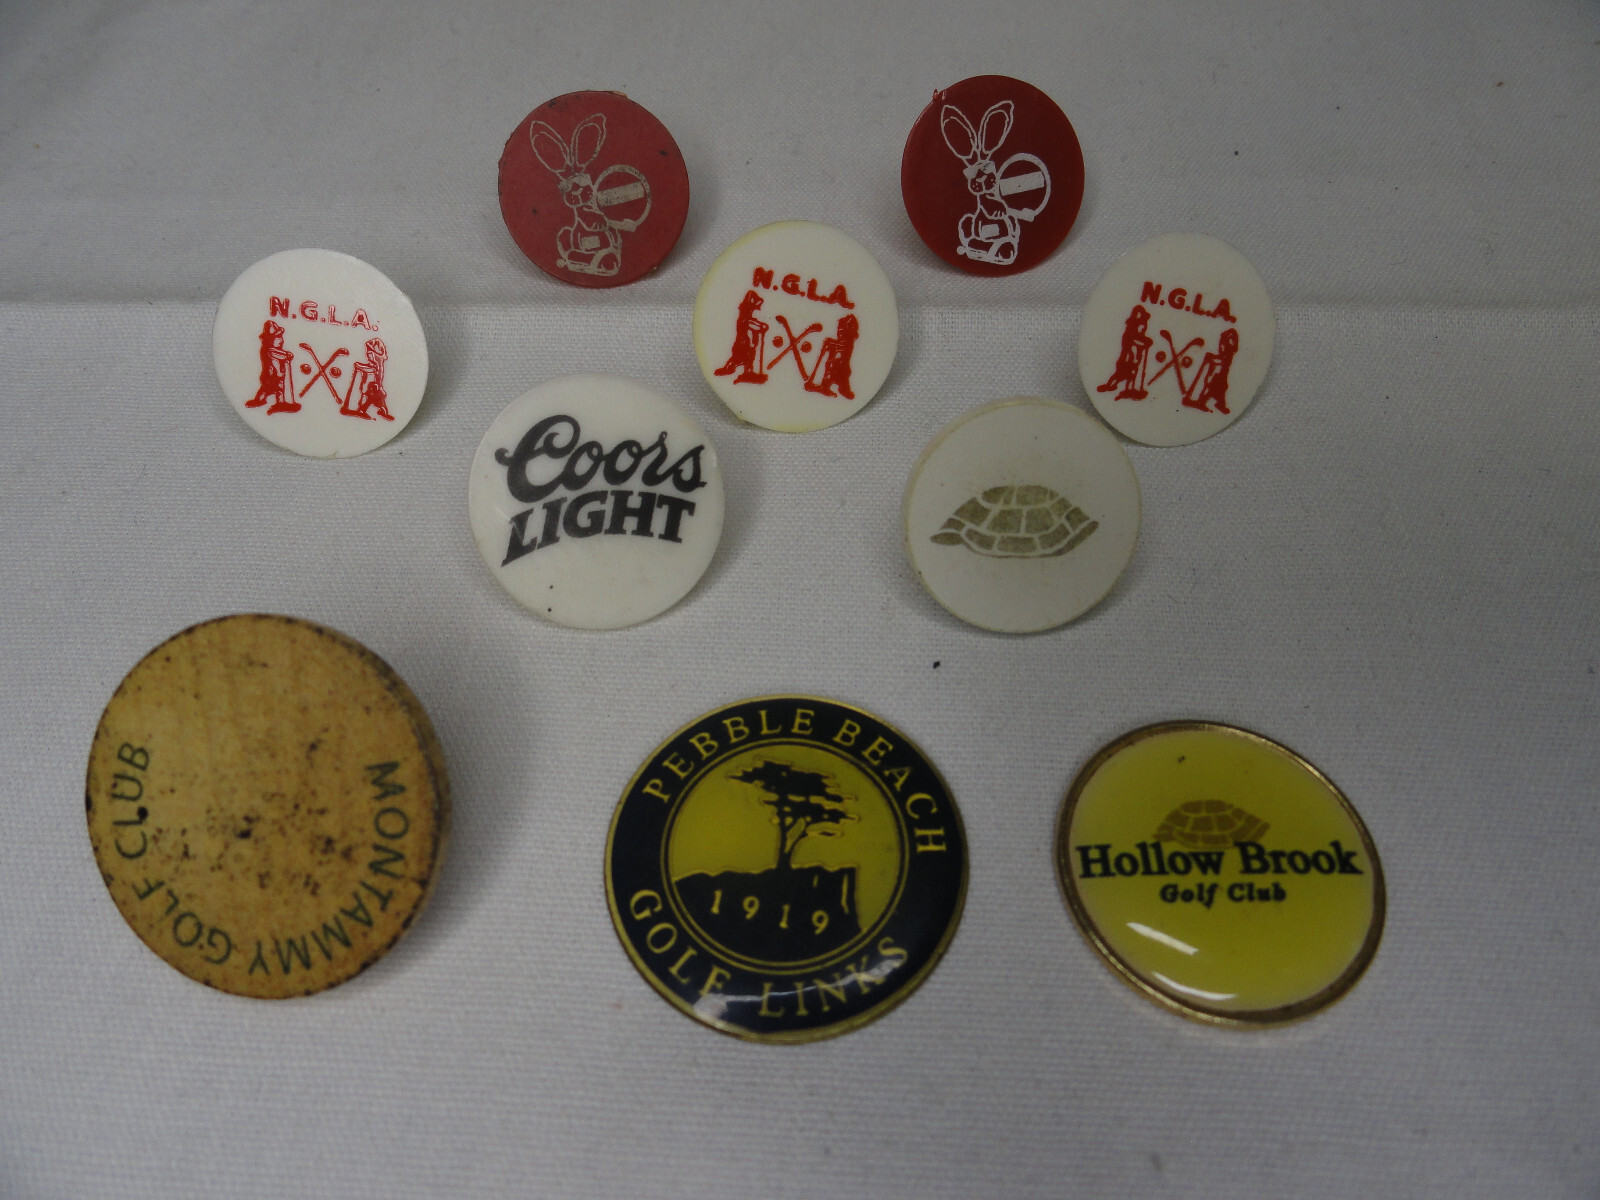 N.G.L.A.
N.G.L.A.
N.G.L.A.
Coors
LIGHT
MONTAMMY GOLF CLUB
PEBBLE BEACH
1919
GOLF LINKS
Hollow Brook
Golf Club